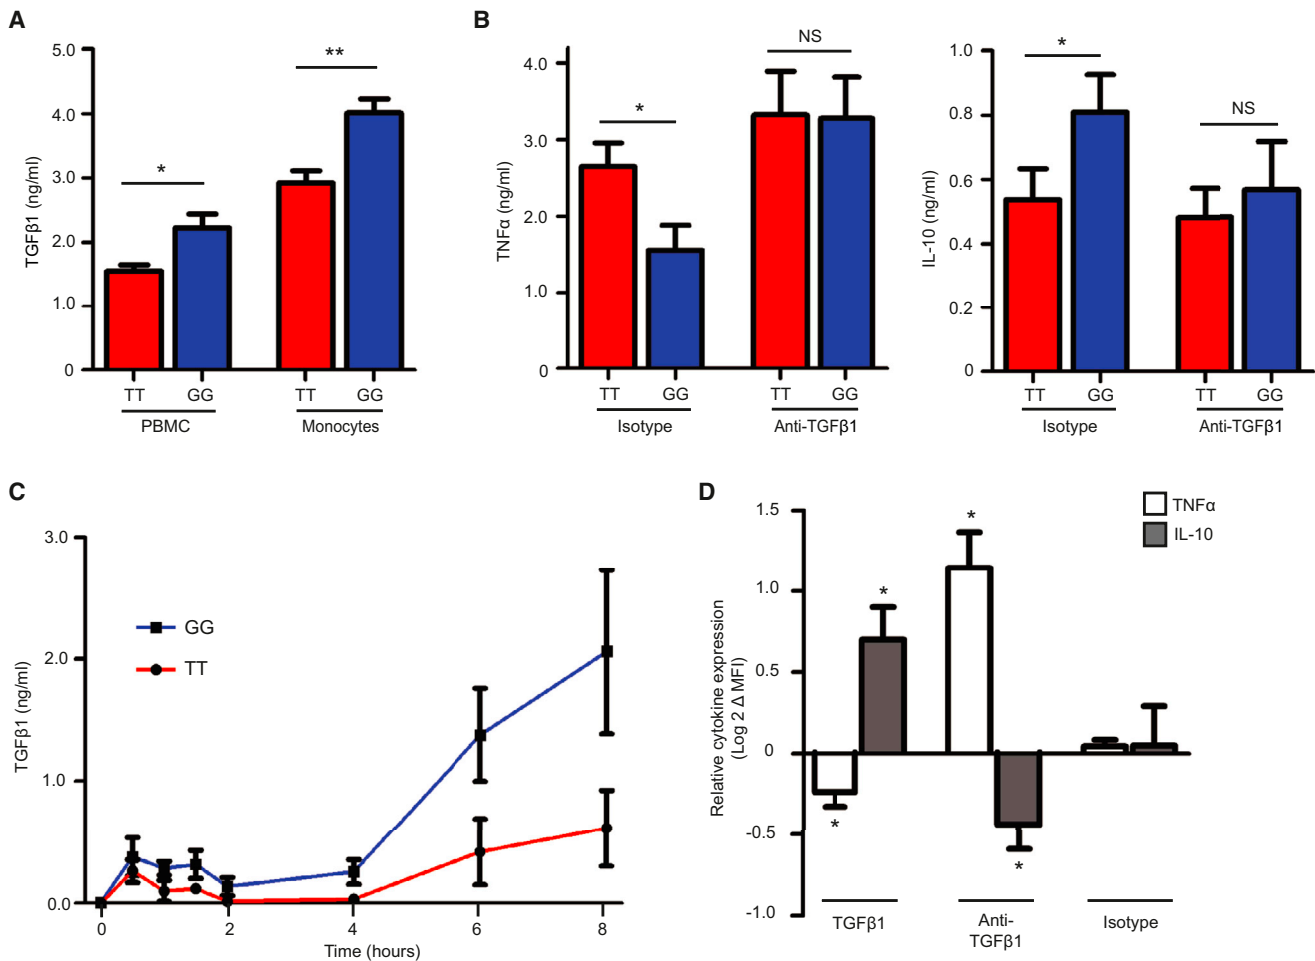 A
5.0
4.0
3.0
2.0
1.0
0
TGFβ1 (ng/ml)
*
**
TT GG TT GG
PBMC Monocytes
B
4.0
3.0
2.0
1.0
0
TNFα (ng/ml)
*
NS
TT GG TT GG
Isotype Anti-TGFβ1
1.0
0.8
0.6
0.4
0.2
0
IL-10 (ng/ml)
*
NS
TT GG TT GG
Isotype Anti-TGFβ1
C
3.0
2.0
1.0
0.0
TGFβ1 (ng/ml)
GG
TT
0 2 4 6 8
Time (hours)
D
1.5
1.0
0.5
0
-0.5
-1.0
Relative cytokine expression
(Log 2 Δ MFI)
TNFα
IL-10
*
*
*
*
TGFβ1
Anti-
TGFβ1
Isotype